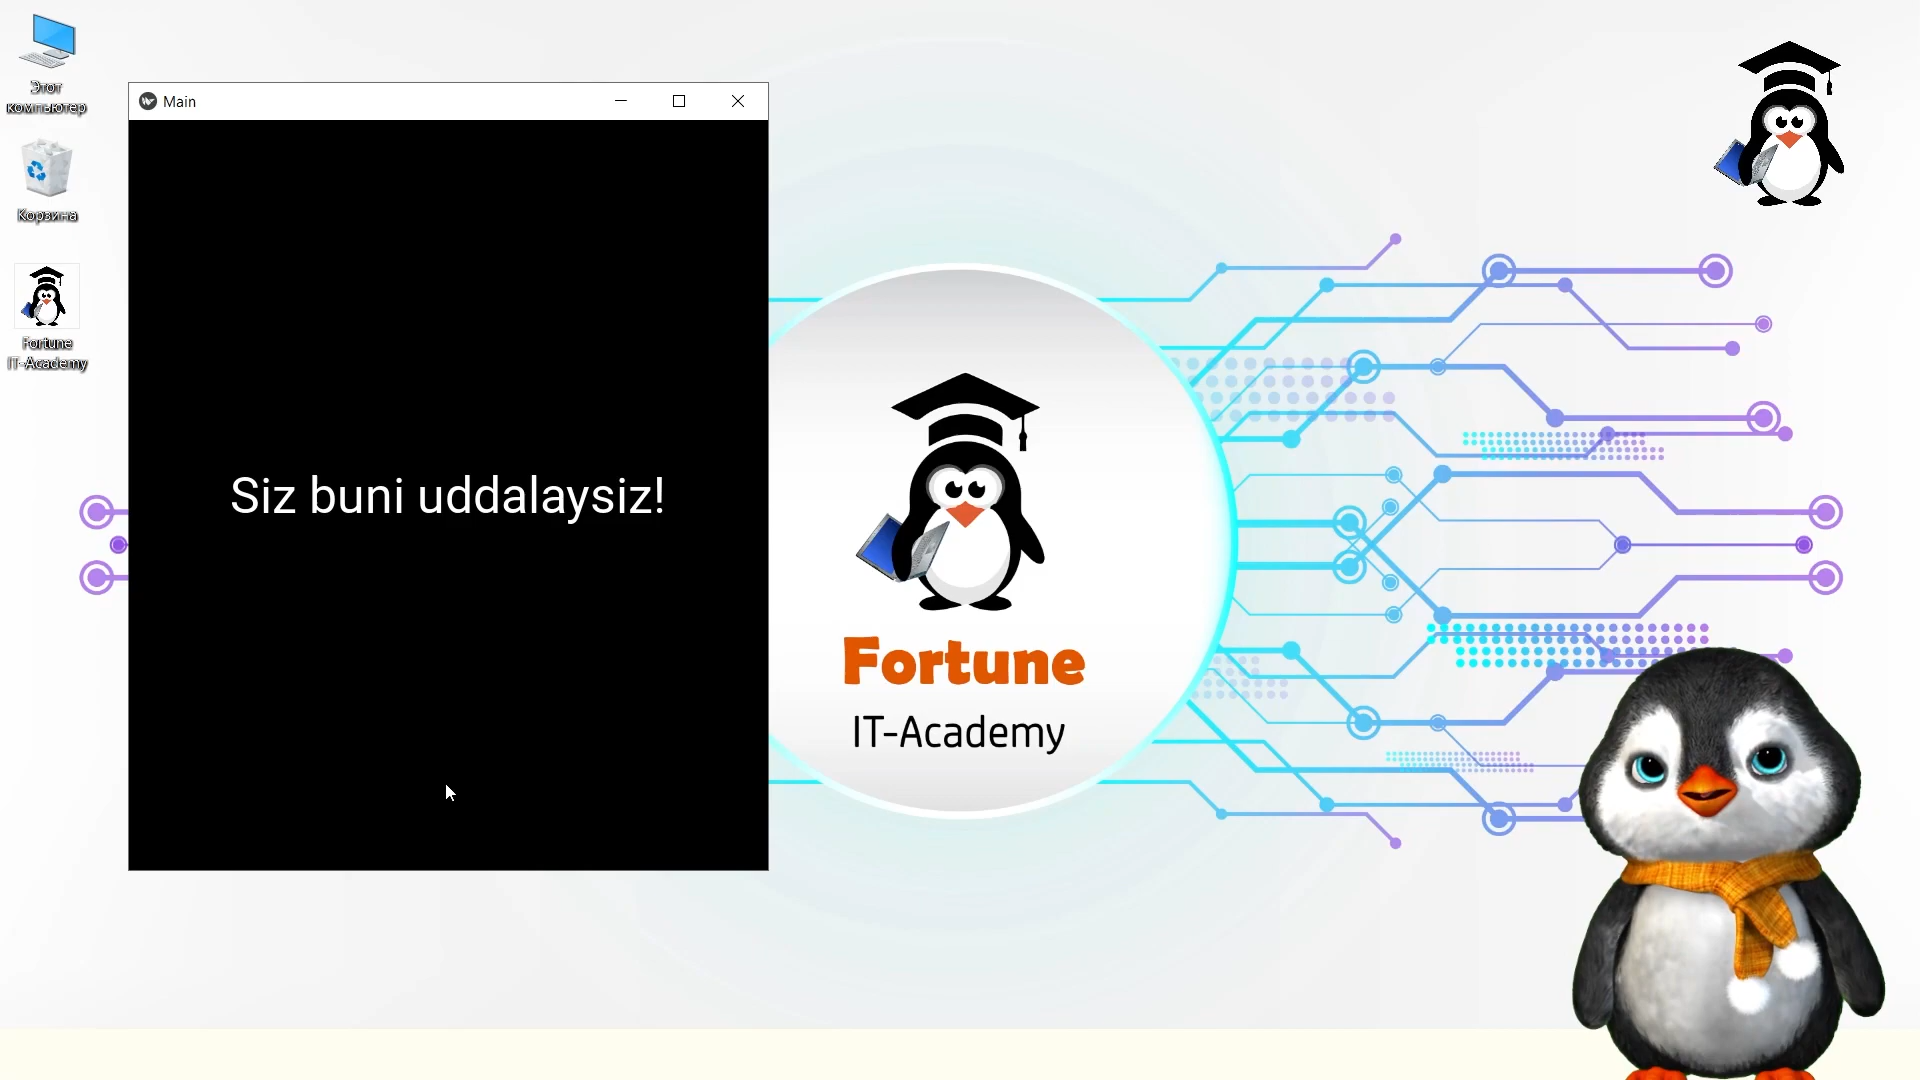 Этот
компьютер
Корзина
Fortune
IT-Academy
Main
Siz buni uddalaysiz!
Fortune
IT-Academy